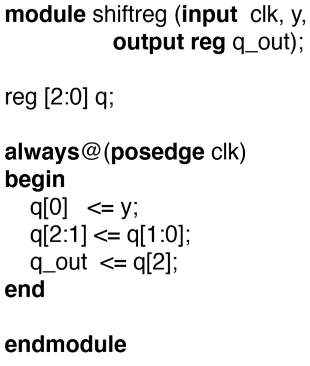 module shiftreg (input clk, y,
output reg q_out);
reg [2:0] q;
always@(posedge clk)
begin
q[0] <= y;
q[2:1] <= q[1:0];
q_out <= q[2];
end
endmodule